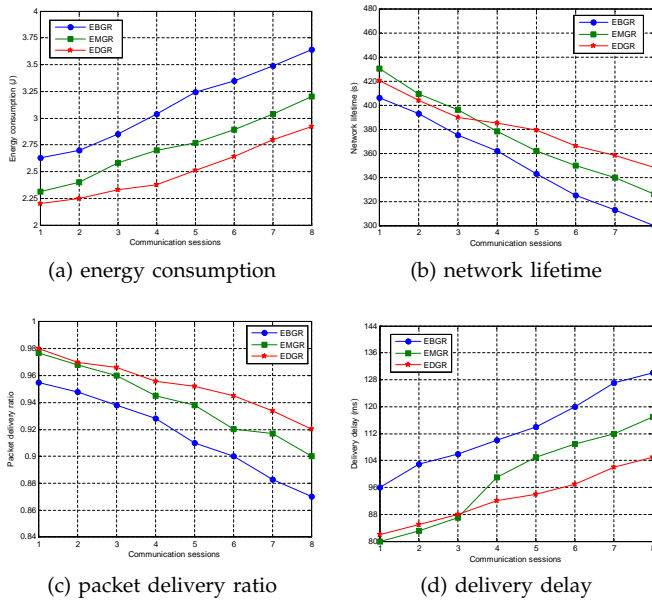 4
3.75
3.5
3.25
3
2.75
2.5
2.25
2
Energy consumption (J)
EBGR
EMGR
EDGR
1 2 3 4 5 6 7 8
Communication sessions
(a) energy consumption
480
460
440
420
400
380
360
340
320
300
Network lifetime (s)
EBGR
EMGR
EDGR
1 2 3 4 5 6 7 8
Communication sessions
(b) network lifetime
1
0.98
0.96
0.94
0.92
0.9
0.88
0.86
0.84
Packet delivery ratio
EBGR
EMGR
EDGR
1 2 3 4 5 6 7 8
Communication sessions
(c) packet delivery ratio
144
136
128
120
112
104
96
88
80
Delivery delay (ms)
EBGR
EMGR
EDGR
1 2 3 4 5 6 7 8
Communication sessions
(d) delivery delay